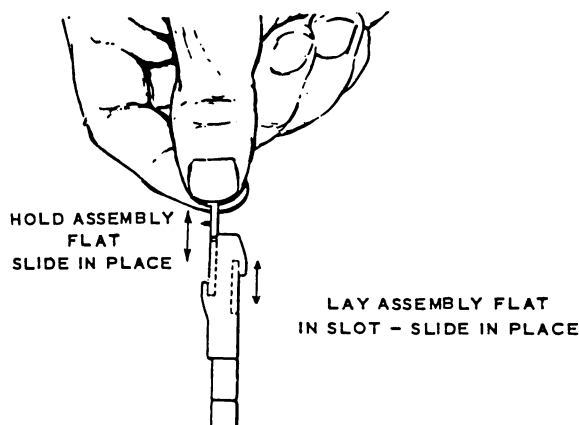 HOLD ASSEMBLY
FLAT
SLIDE IN PLACE
LAY ASSEMBLY FLAT
IN SLOT – SLIDE IN PLACE